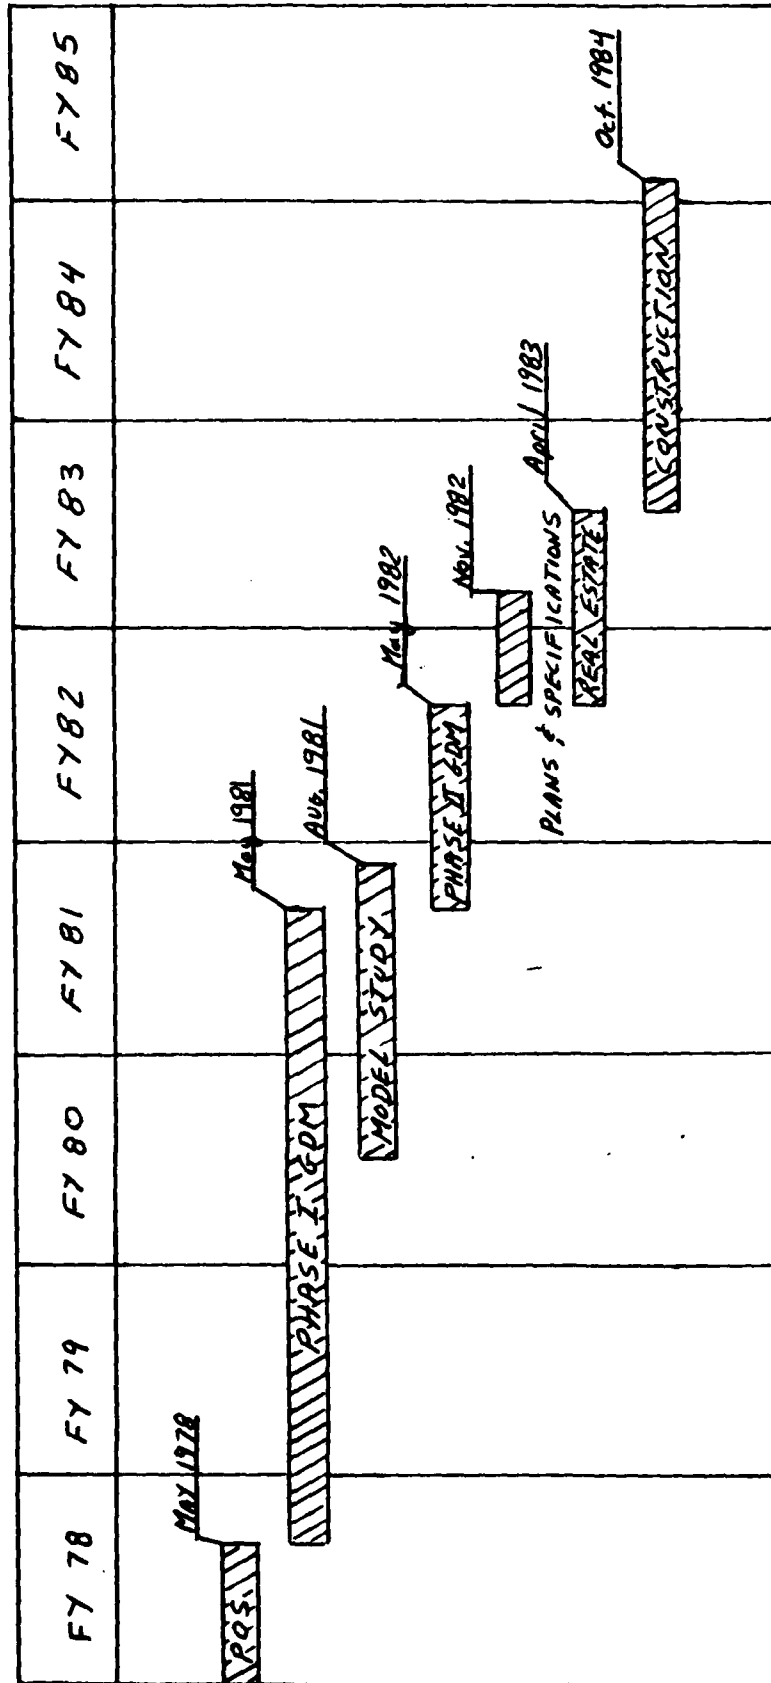 FY 78
FY 79
FY 80
FY 81
FY 82
FY 83
FY 84
FY 85
MAY 1978
P.O.S.
May 1981
PHASE I GDM
Aug. 1981
MODEL STUDY
May 1982
PHASE II GDM
Nov. 1982
PLANS & SPECIFICATIONS
April 1983
REAL ESTATE
Oct. 1984
CONSTRUCTION